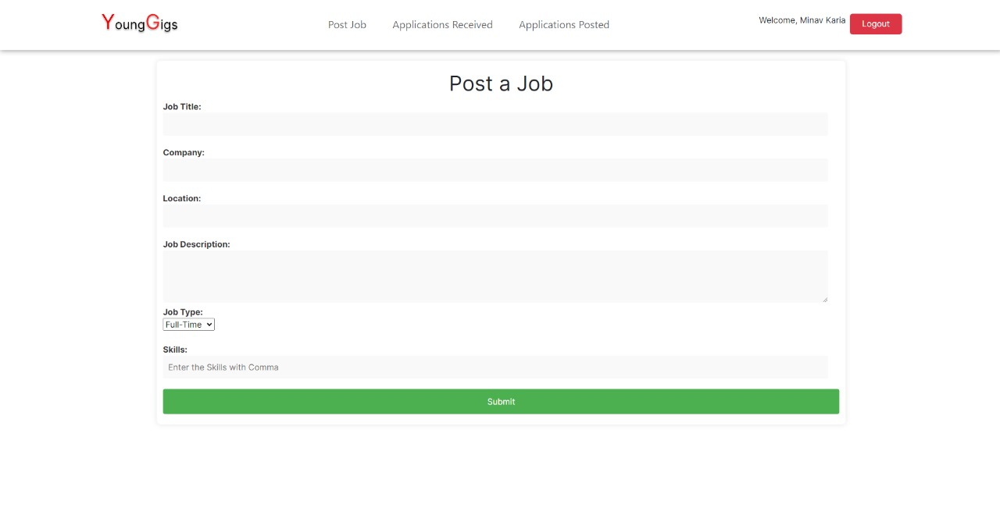 YoungGigs
Post Job
Applications Received
Applications Posted
Welcome, Minav Karia
Logout
Post a Job
Job Title:
Company:
Location:
Job Description:
Job Type:
Full-Time
Skills:
Enter the Skills with Comma
Submit